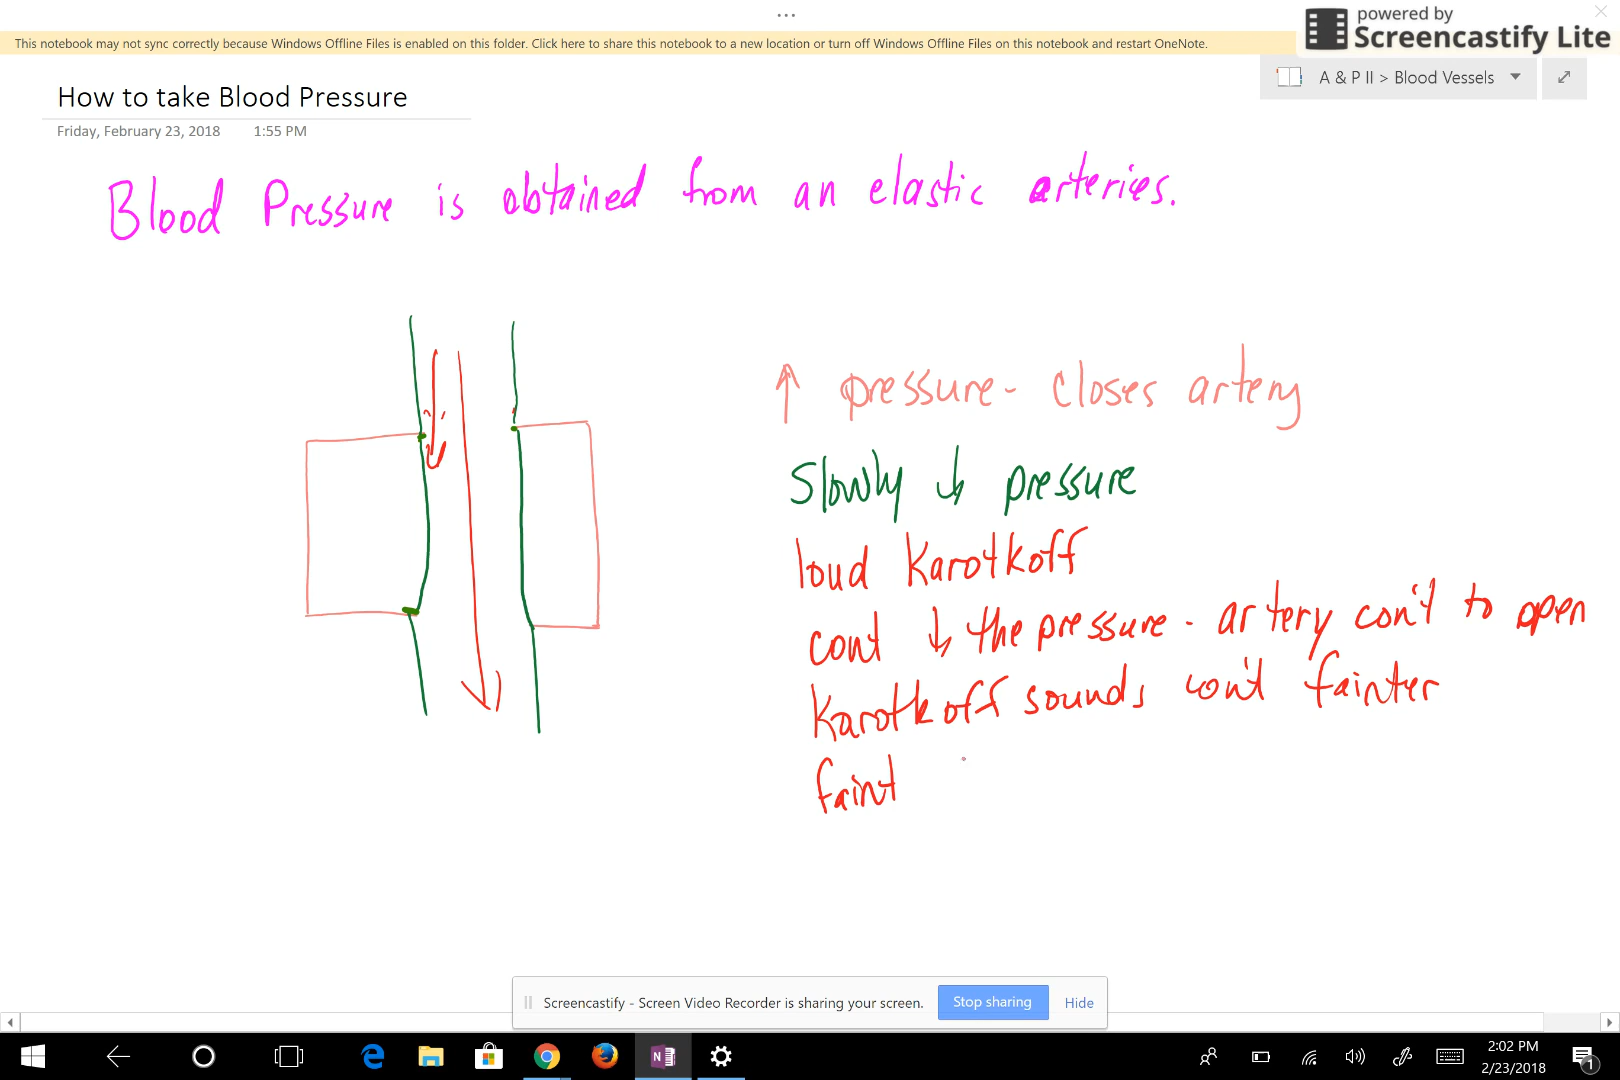 powered by
Screencastify Lite
This notebook may not sync correctly because Windows Offline Files is enabled on this folder. Click here to share this notebook to a new location or turn off Windows Offline Files on this notebook and restart OneNote.
A & P II > Blood Vessels
How to take Blood Pressure
Friday, February 23, 2018 1:55 PM
Blood Pressure is obtained from an elastic arteries.
↑ pressure - closes artery
Slowly ↓ pressure
loud Karotkoff
cont ↓ the pressure - artery con't to open
Karotkoff sounds con't fainter
faint
Screencastify - Screen Video Recorder is sharing your screen. Stop sharing Hide
2:02 PM
2/23/2018
1